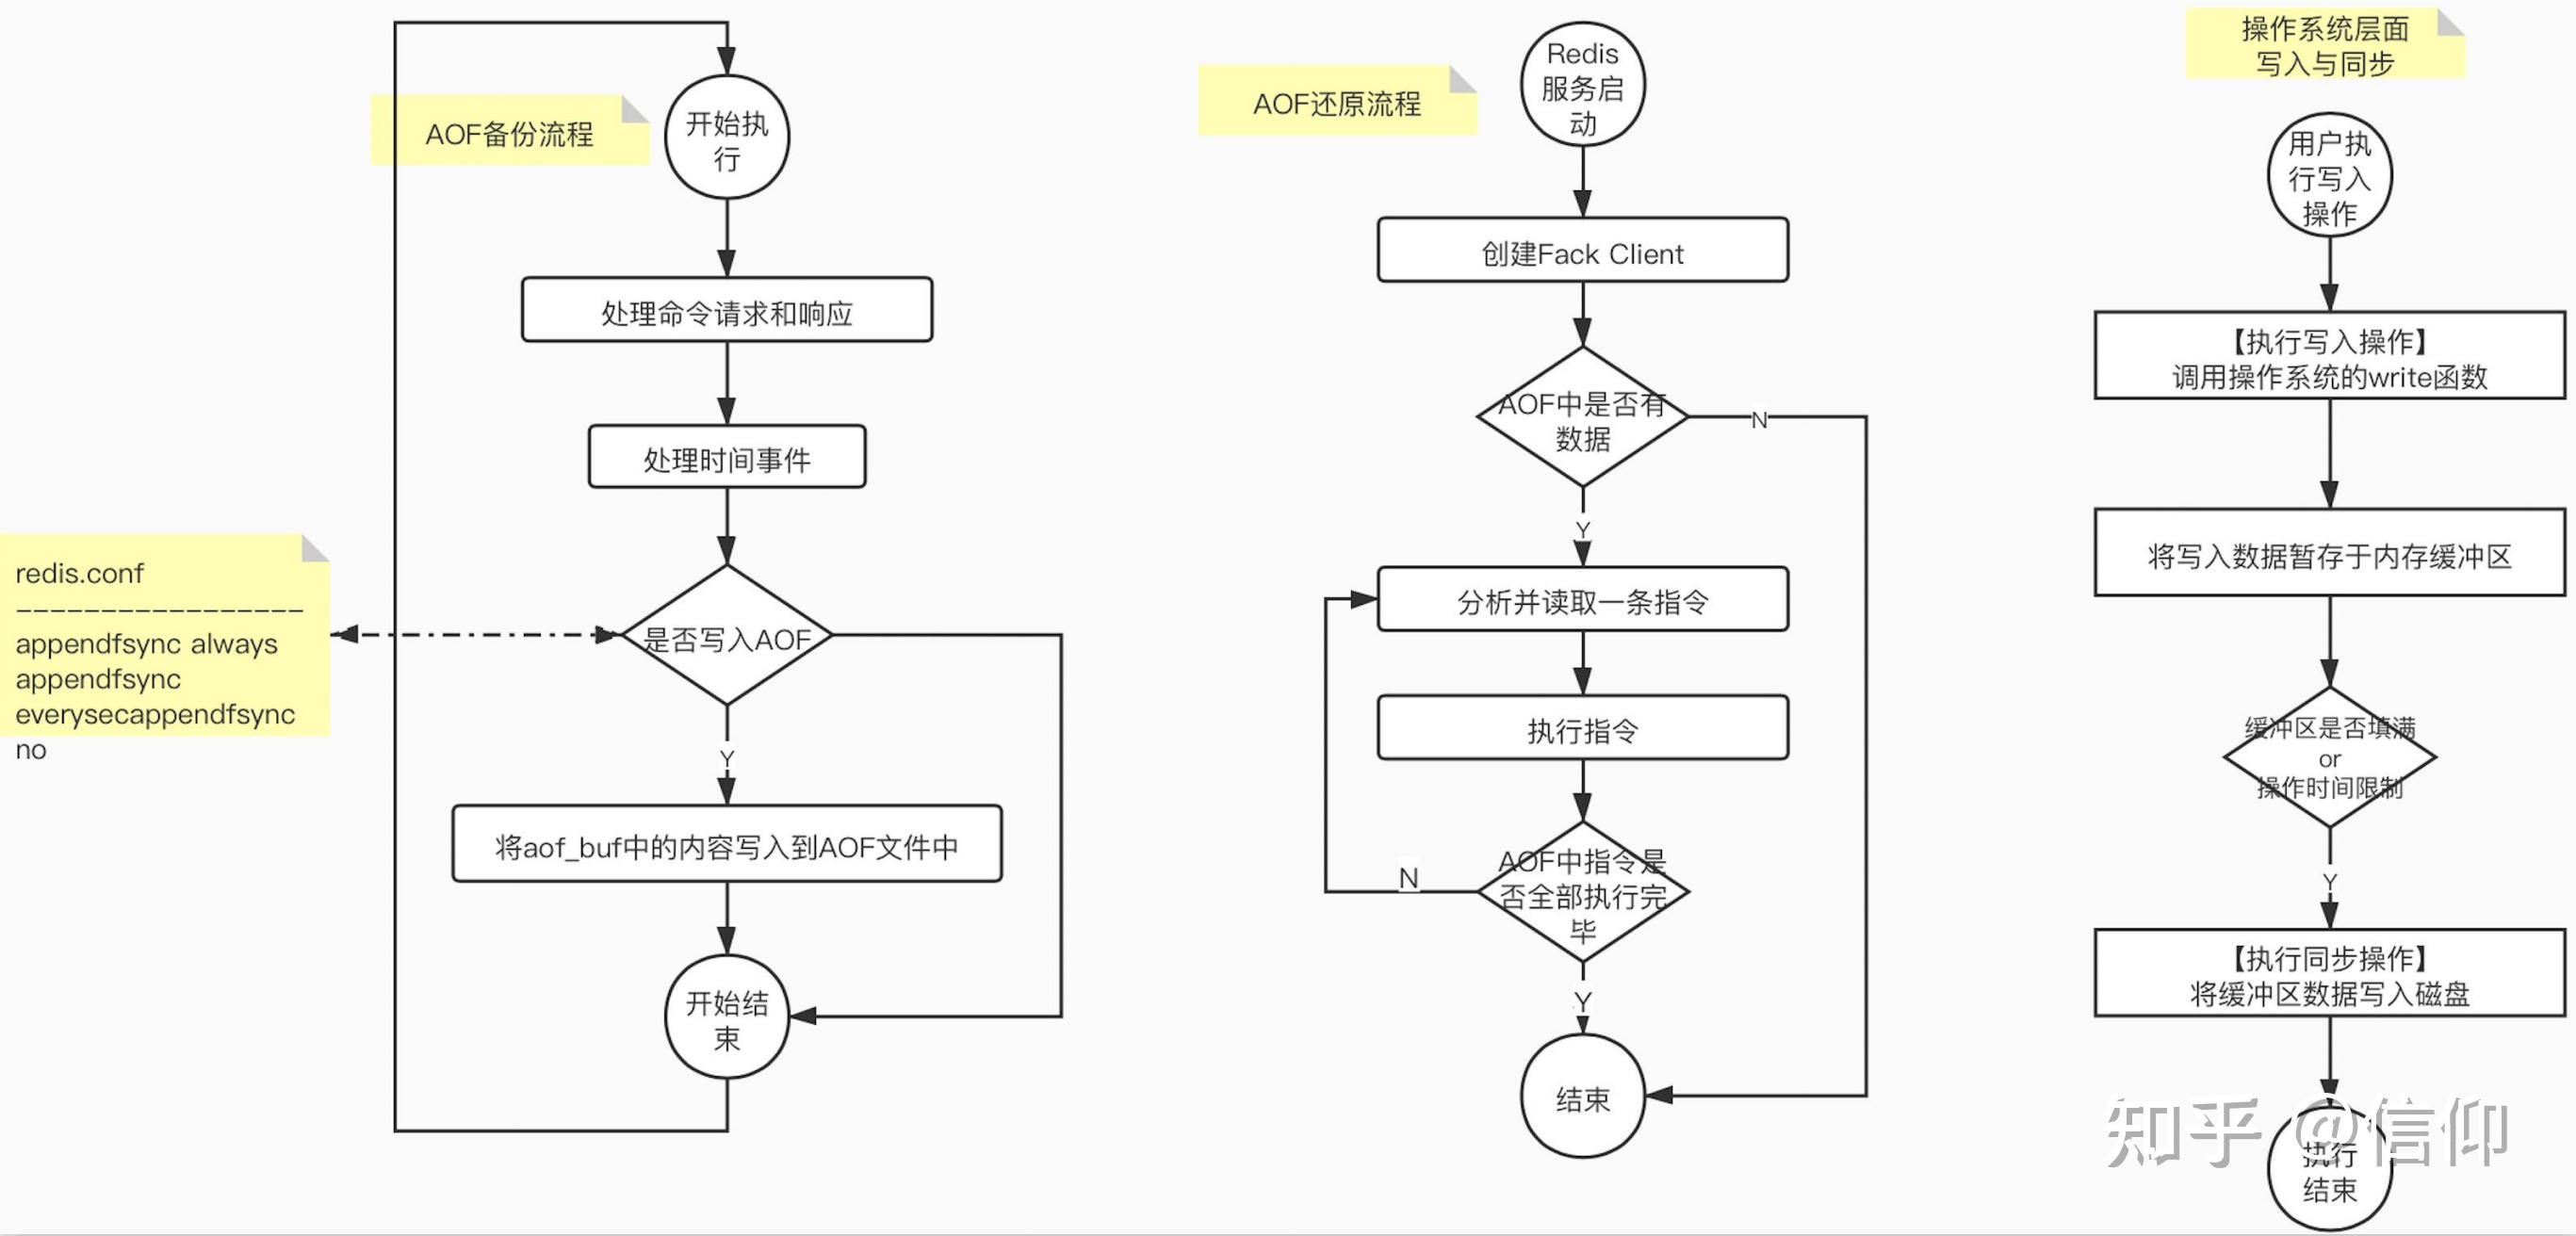 AOF备份流程
开始执
行
处理命令请求和响应
处理时间事件
redis.conf
-----------------
appendfsync always
appendfsync
everysecappendfsync
no
是否写入AOF
Y
将aof_buf中的内容写入到AOF文件中
开始结
束
AOF还原流程
Redis
服务启
动
创建Fack Client
AOF中是否有
数据
N
Y
分析并读取一条指令
执行指令
AOF中指令是
否全部执行完
毕
N
Y
结束
操作系统层面
写入与同步
用户执
行写入
操作
【执行写入操作】
调用操作系统的write函数
将写入数据暂存于内存缓冲区
缓冲区是否填满
or
操作时间限制
Y
【执行同步操作】
将缓冲区数据写入磁盘
执行
结束
知乎 @信仰